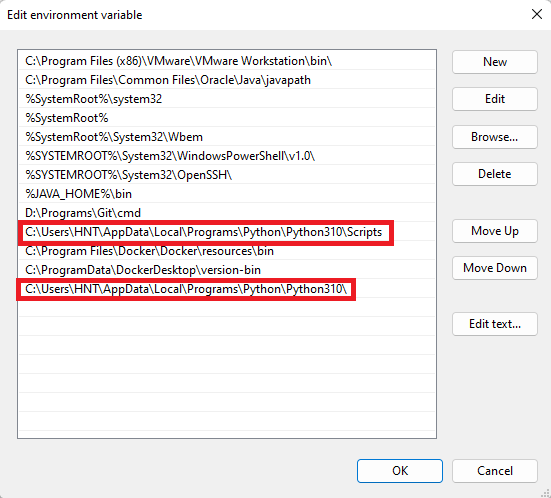 Edit environment variable
C:\Program Files (x86)\VMware\VMware Workstation\bin\
C:\Program Files\Common Files\Oracle\Java\javapath
%SystemRoot%\system32
%SystemRoot%
%SystemRoot%\System32\Wbem
%SYSTEMROOT%\System32\WindowsPowerShell\v1.0\
%SYSTEMROOT%\System32\OpenSSH\
%JAVA_HOME%\bin
D:\Programs\Git\cmd
C:\Users\HNT\AppData\Local\Programs\Python\Python310\Scripts
C:\Program Files\Docker\Docker\resources\bin
C:\ProgramData\DockerDesktop\version-bin
C:\Users\HNT\AppData\Local\Programs\Python\Python310\
New
Edit
Browse...
Delete
Move Up
Move Down
Edit text...
OK
Cancel